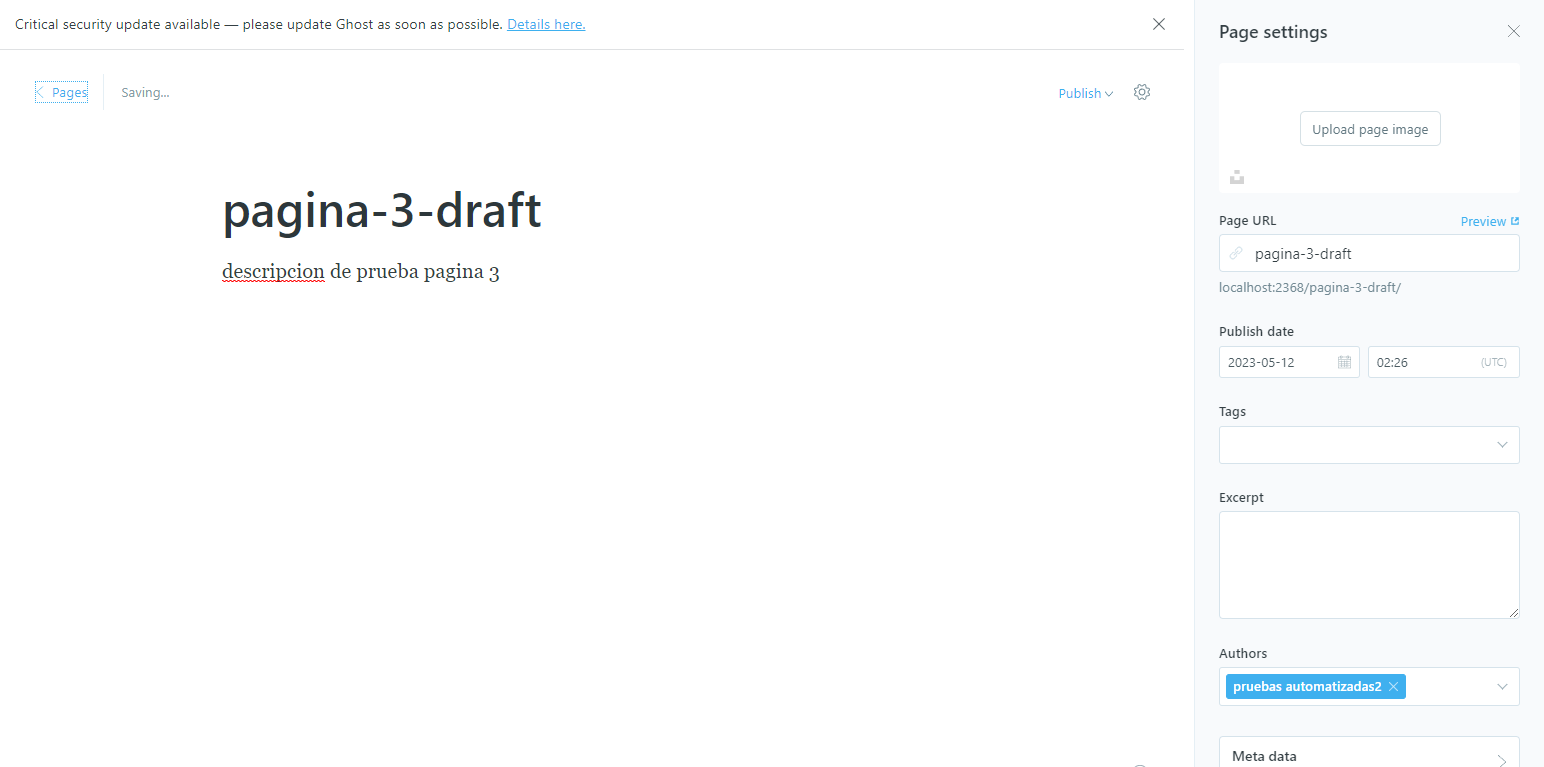 Critical security update available — please update Ghost as soon as possible. Details here.
Pages
Saving...
Publish
pagina-3-draft
descripcion de prueba pagina 3
Page settings
Upload page image
Page URL
Preview
pagina-3-draft
localhost:2368/pagina-3-draft/
Publish date
2023-05-12
02:26 (UTC)
Tags
Excerpt
Authors
pruebas automatizadas2
Meta data